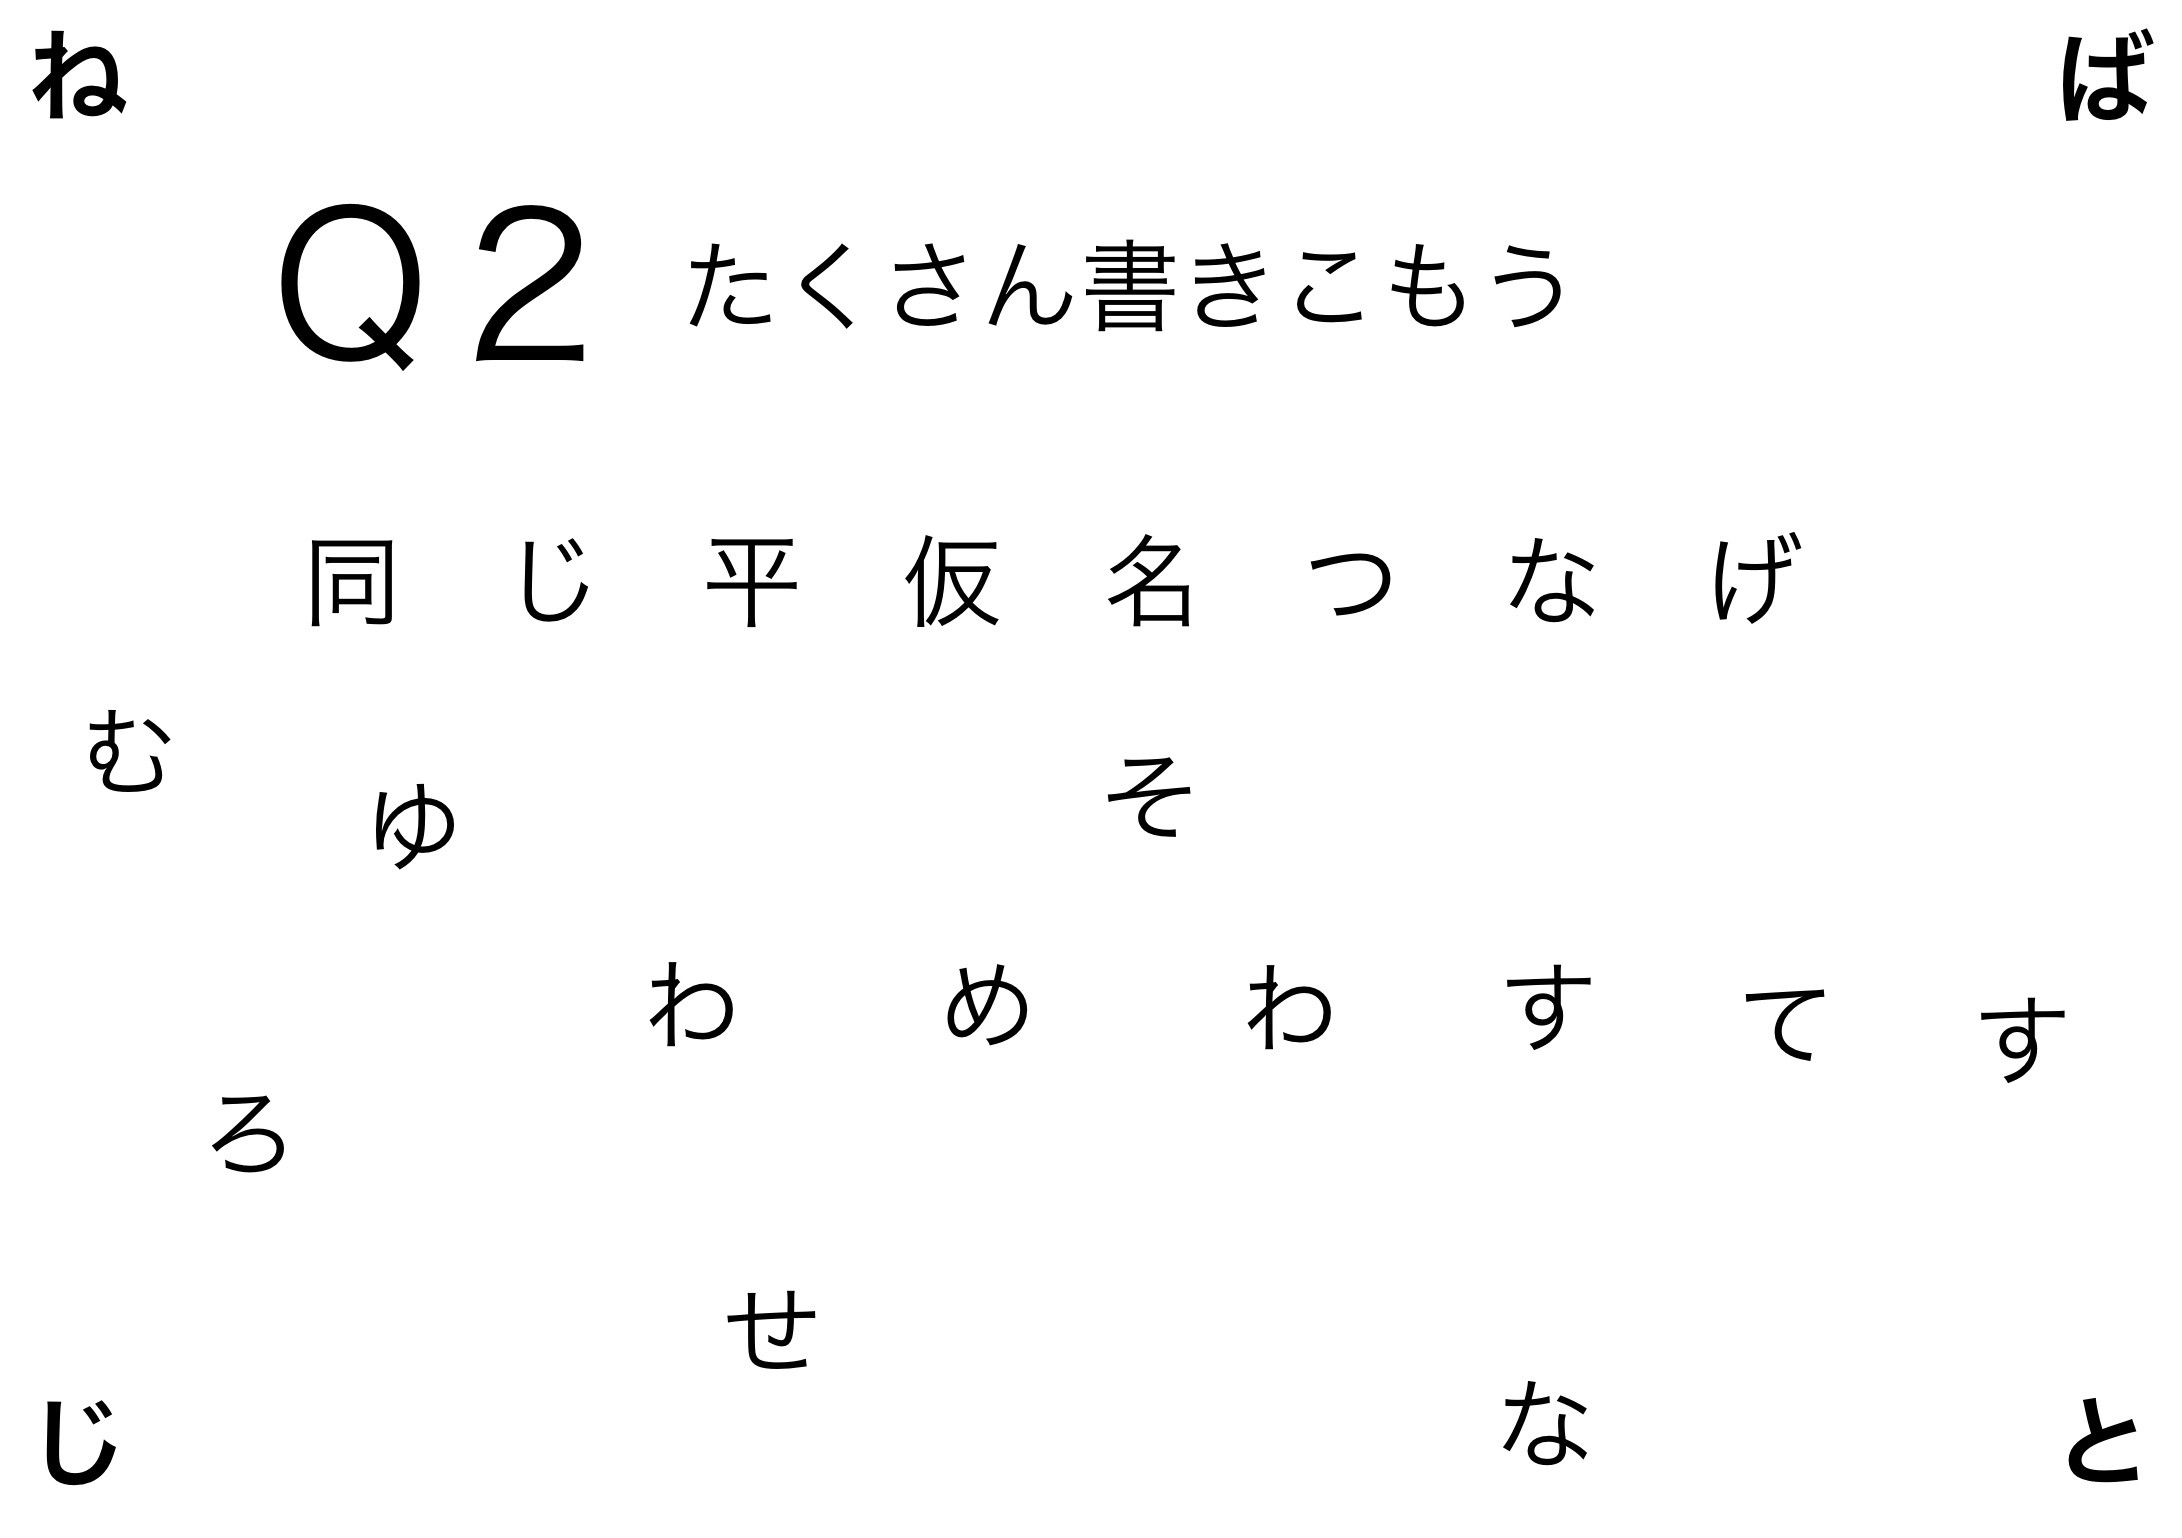 ね ば
Q2 たくさん書きこもう
同じ平仮名つなげ
む
ゆ そ
わ め わ す て す
ろ
せ
な
じ と